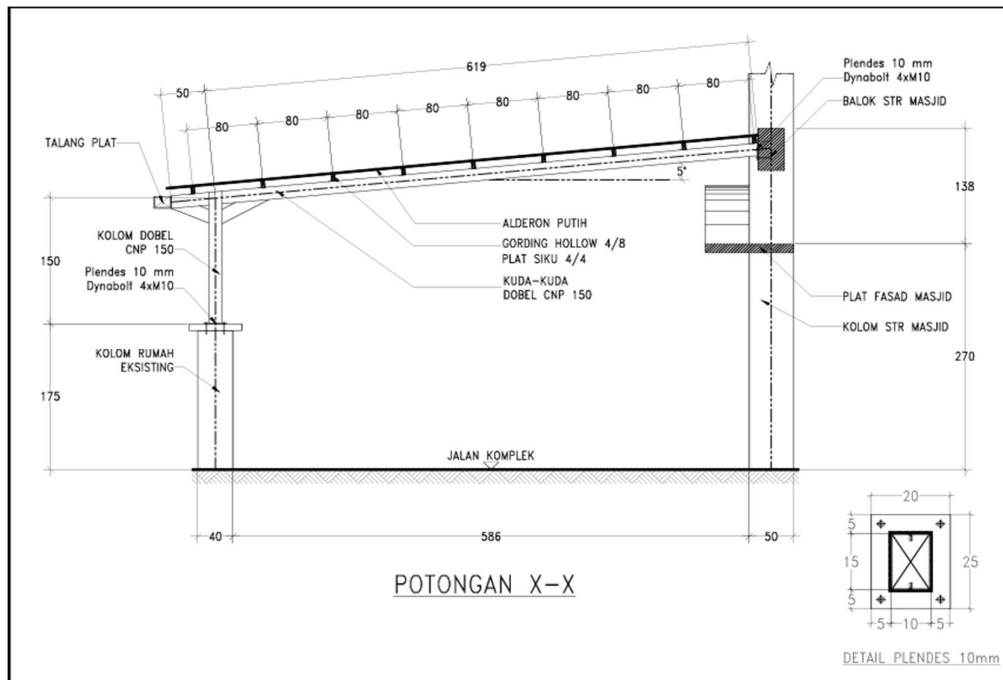 619
50
80
80
80
80
80
80
80
80
Plendes 10 mm
Dynabolt 4xM10
BALOK STR MASJID
TALANG PLAT
5°
138
ALDERON PUTIH
GORDING HOLLOW 4/8
PLAT SIKU 4/4
KUDA-KUDA
DOBEL CNP 150
KOLOM DOBEL
CNP 150
150
Plendes 10 mm
Dynabolt 4xM10
PLAT FASAD MASJID
KOLOM STR MASJID
KOLOM RUMAH
EKSISTING
270
175
JALAN KOMPLEK
40
586
50
POTONGAN X-X
20
5
15
25
5
5
10
5
DETAIL PLENDES 10mm